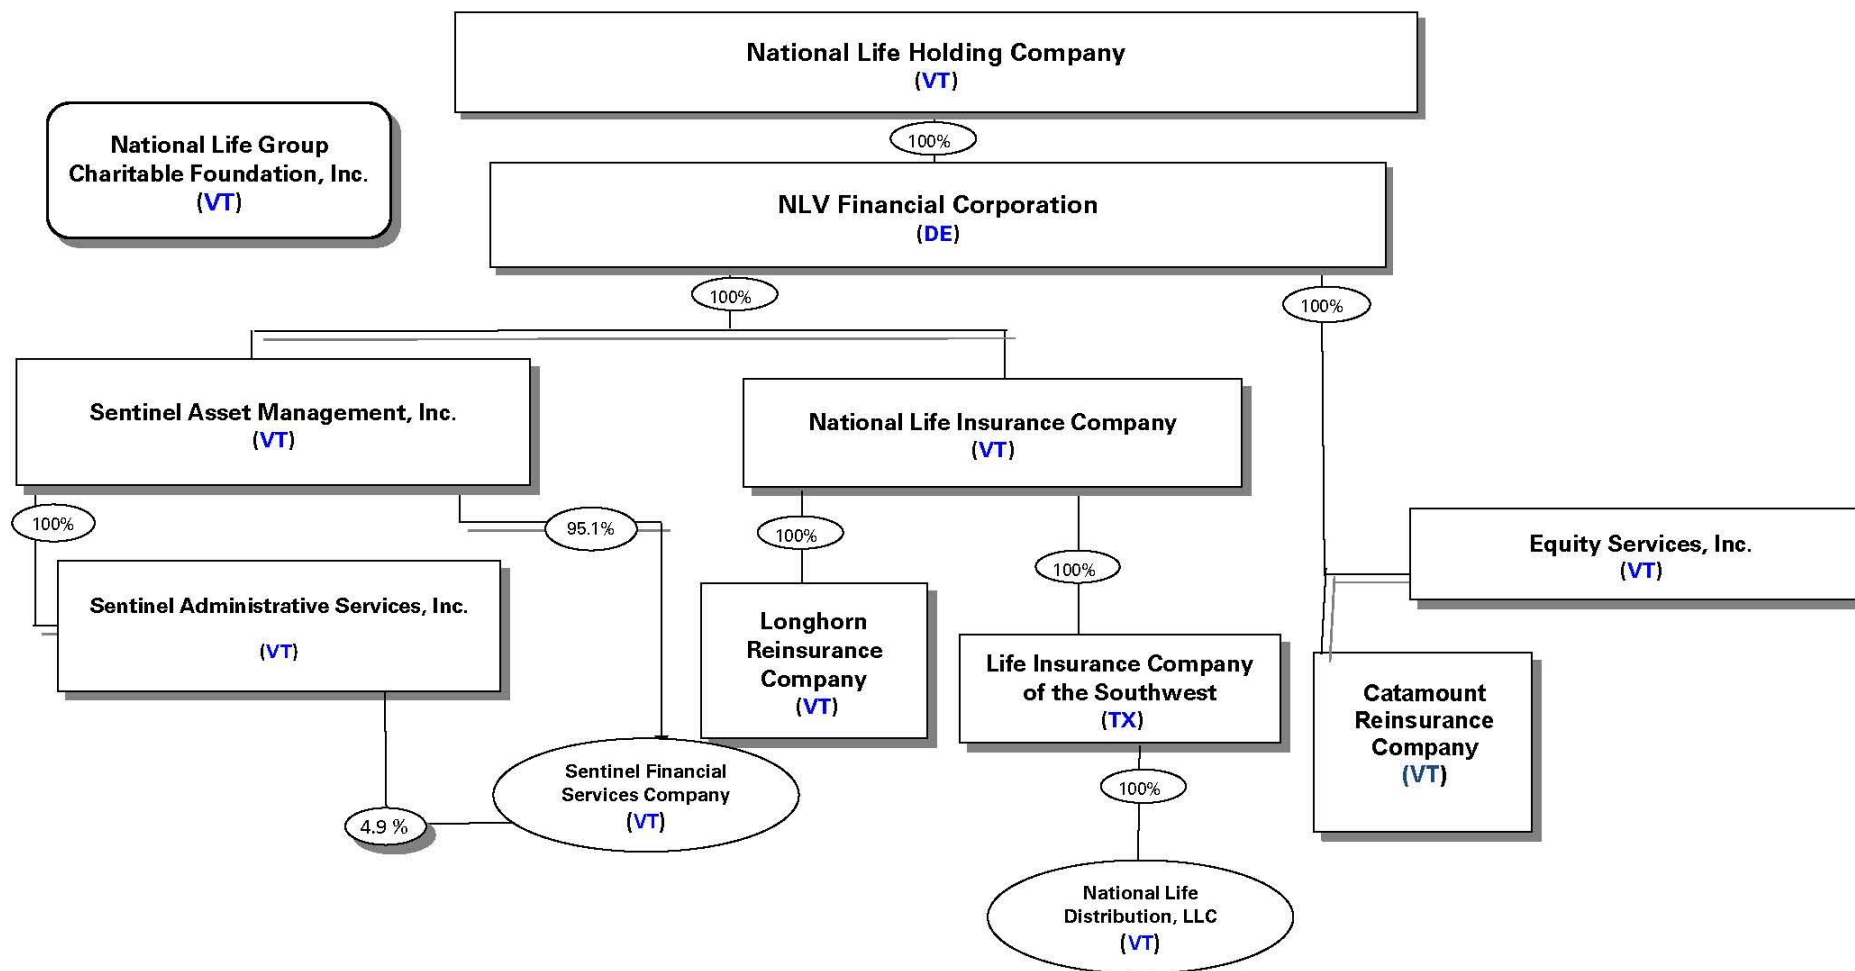 National Life Holding Company
(VT)
National Life Group
Charitable Foundation, Inc.
(VT)
100%
NLV Financial Corporation
(DE)
100%
100%
Sentinel Asset Management, Inc.
(VT)
National Life Insurance Company
(VT)
100%
95.1%
100%
100%
Equity Services, Inc.
(VT)
Sentinel Administrative Services, Inc.
(VT)
Longhorn
Reinsurance
Company
(VT)
Life Insurance Company
of the Southwest
(TX)
Catamount
Reinsurance
Company
(VT)
Sentinel Financial
Services Company
(VT)
100%
4.9 %
National Life
Distribution, LLC
(VT)